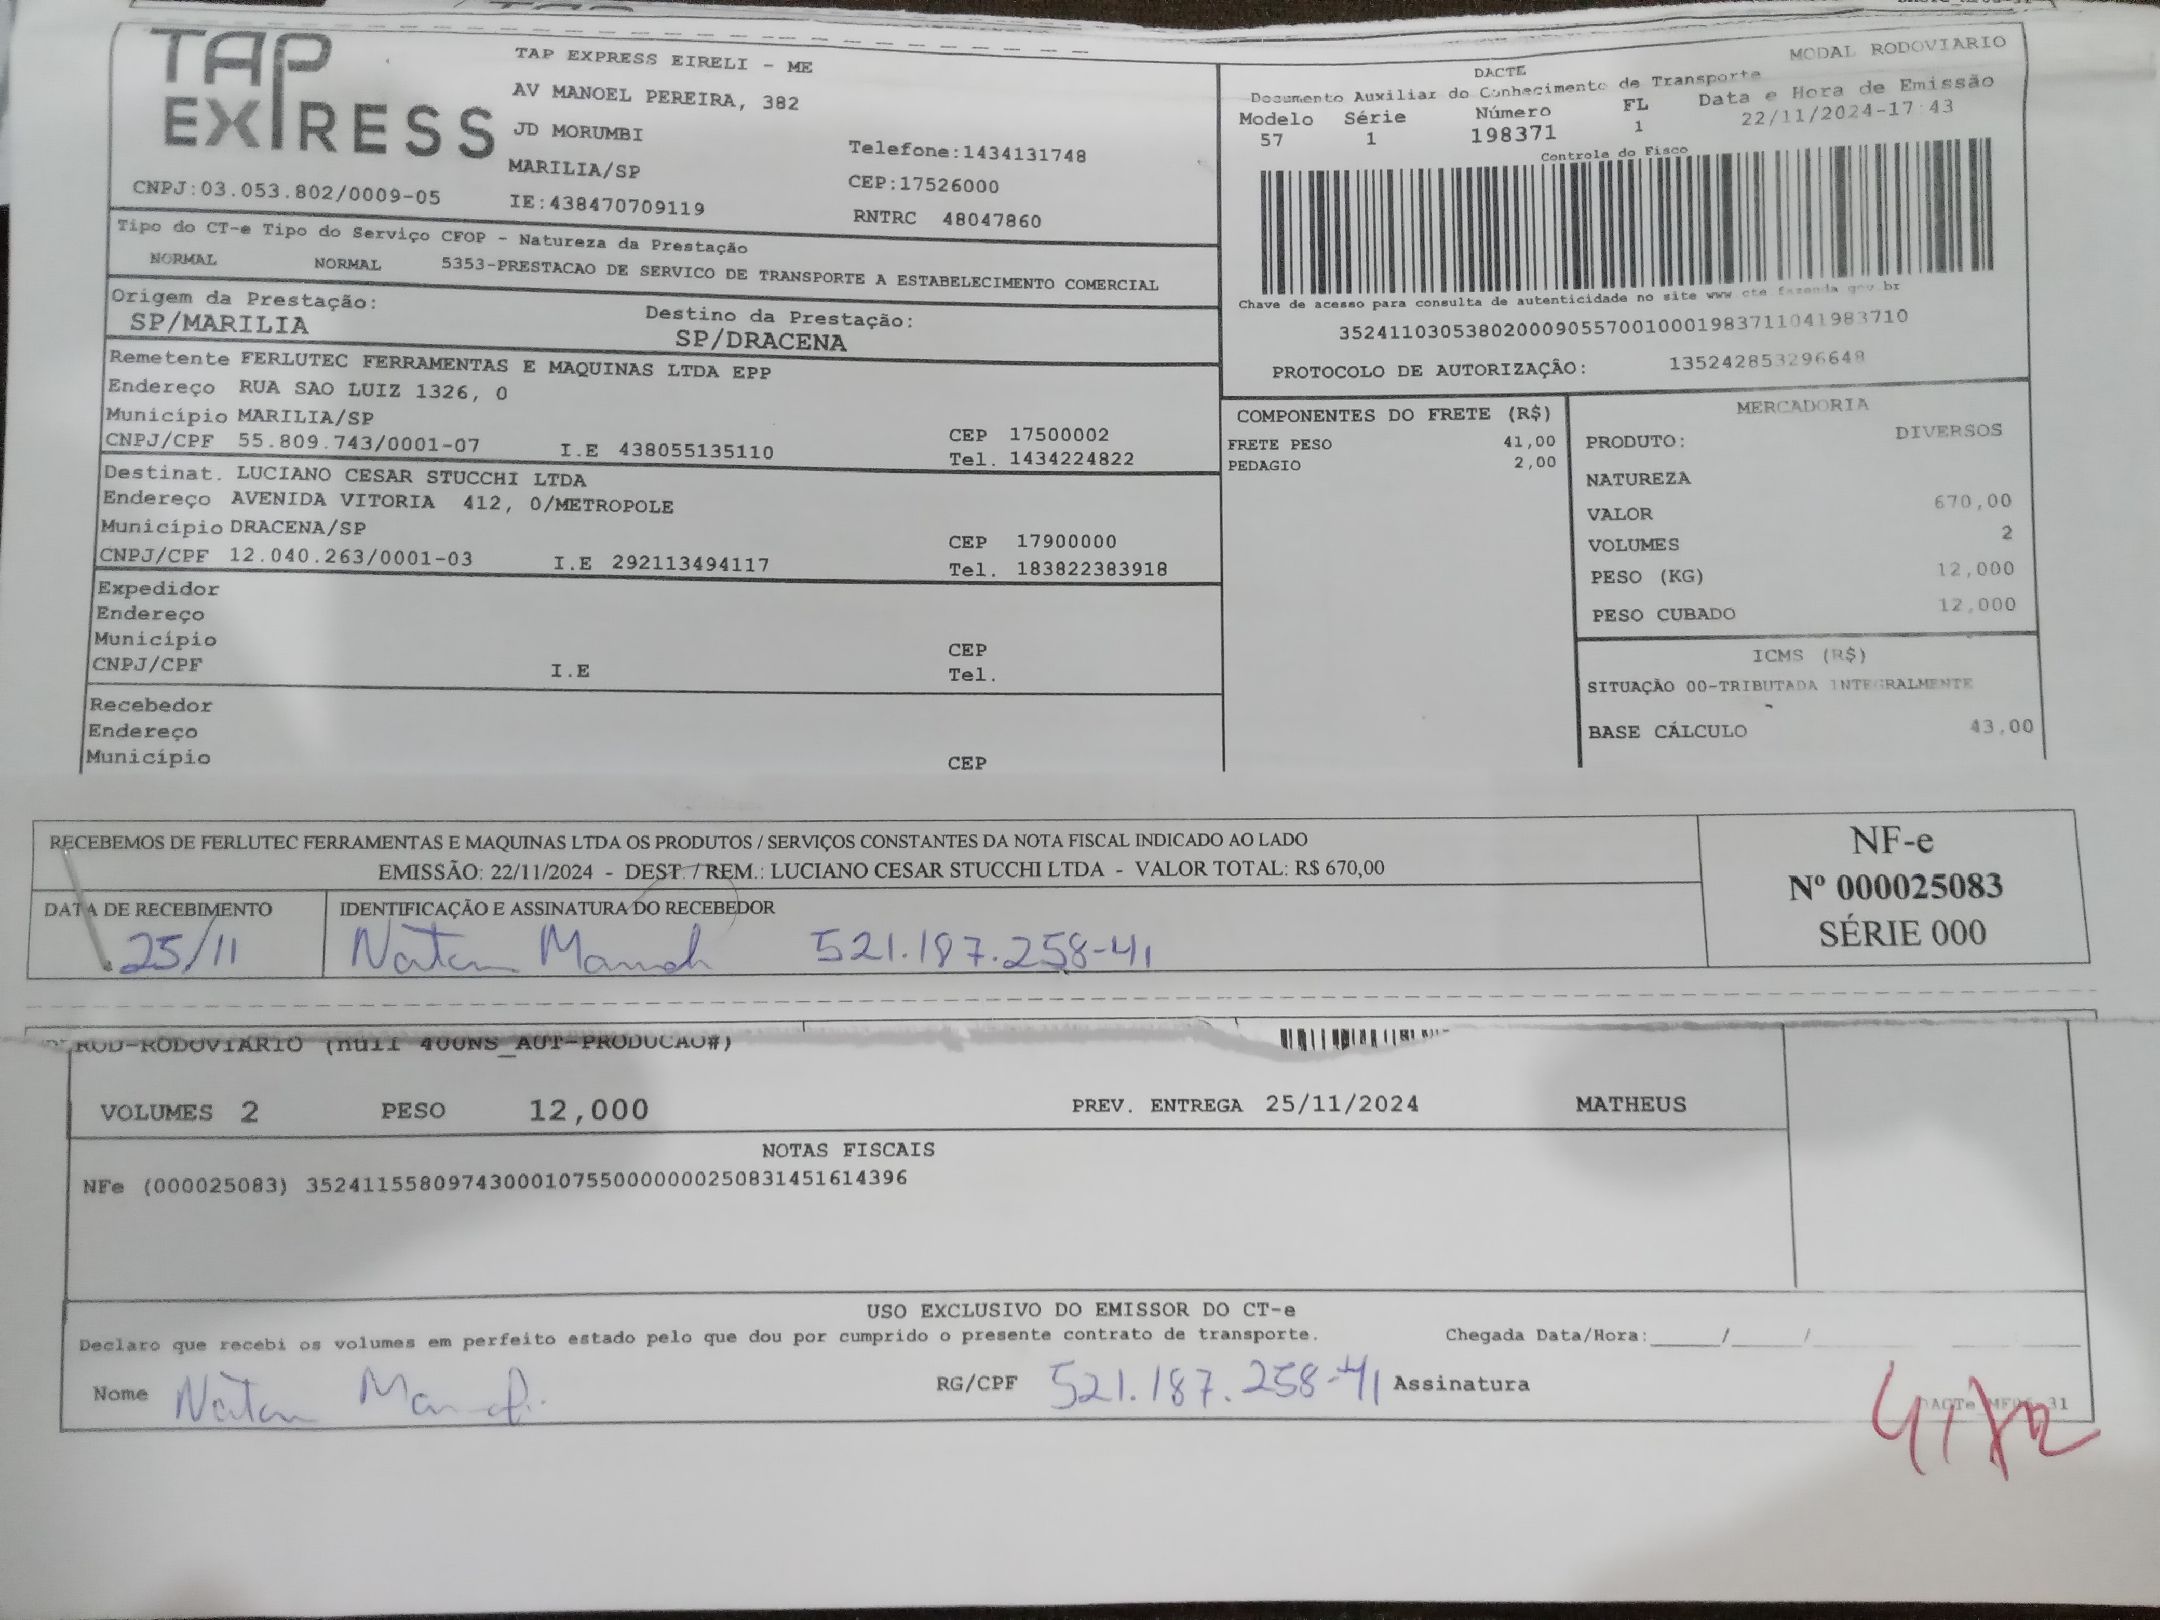 TAP
EXPRESS
CNPJ:03.053.802/0009-05
TAP EXPRESS EIRELI - ME
AV MANOEL PEREIRA, 382
JD MORUMBI
MARILIA/SP
IE:438470709119
Telefone:1434131748
CEP:17526000
RNTRC 48047860
MODAL RODOVIARIO
DACTE
Documento Auxiliar do Conhecimento de Transporte
Modelo Série Número FL Data e Hora de Emissão
57 1 198371 1 22/11/2024-17:43
Controle do Fisco
Chave de acesso para consulta de autenticidade no site www.cte.fazenda.gov.br
35241103053802000905570010001983711041983710
PROTOCOLO DE AUTORIZAÇÃO: 135242853296648
Tipo do CT-e Tipo do Serviço CFOP - Natureza da Prestação
NORMAL NORMAL 5353-PRESTACAO DE SERVICO DE TRANSPORTE A ESTABELECIMENTO COMERCIAL
Origem da Prestação: Destino da Prestação:
SP/MARILIA SP/DRACENA
Remetente FERLUTEC FERRAMENTAS E MAQUINAS LTDA EPP
Endereço RUA SAO LUIZ 1326, 0
Município MARILIA/SP CEP 17500002
CNPJ/CPF 55.809.743/0001-07 I.E 438055135110 Tel. 1434224822
Destinat. LUCIANO CESAR STUCCHI LTDA
Endereço AVENIDA VITORIA 412, 0/METROPOLE
Município DRACENA/SP CEP 17900000
CNPJ/CPF 12.040.263/0001-03 I.E 292113494117 Tel. 183822383918
Expedidor
Endereço
Município CEP
CNPJ/CPF I.E Tel.
Recebedor
Endereço
Município CEP
COMPONENTES DO FRETE (R$)
FRETE PESO 41,00
PEDAGIO 2,00
MERCADORIA
PRODUTO: DIVERSOS
NATUREZA
VALOR 670,00
VOLUMES 2
PESO (KG) 12,000
PESO CUBADO 12,000
ICMS (R$)
SITUAÇÃO 00-TRIBUTADA INTEGRALMENTE
BASE CÁLCULO 43,00
RECEBEMOS DE FERLUTEC FERRAMENTAS E MAQUINAS LTDA OS PRODUTOS / SERVIÇOS CONSTANTES DA NOTA FISCAL INDICADO AO LADO
EMISSÃO: 22/11/2024 - DEST. / REM.: LUCIANO CESAR STUCCHI LTDA - VALOR TOTAL: R$ 670,00
DATA DE RECEBIMENTO IDENTIFICAÇÃO E ASSINATURA DO RECEBEDOR
25/11 Natan 521.187.258-41
NF-e
Nº 000025083
SÉRIE 000
ROD-RODOVIARIO (null 400NS_AUT-PRODUCAO#)
VOLUMES 2 PESO 12,000 PREV. ENTREGA 25/11/2024 MATHEUS
NOTAS FISCAIS
NFe (000025083) 35241155809743000107550000000250831451614396
USO EXCLUSIVO DO EMISSOR DO CT-e
Declaro que recebi os volumes em perfeito estado pelo que dou por cumprido o presente contrato de transporte. Chegada Data/Hora:______/______/
Nome Natan RG/CPF 521.187.258-41 Assinatura